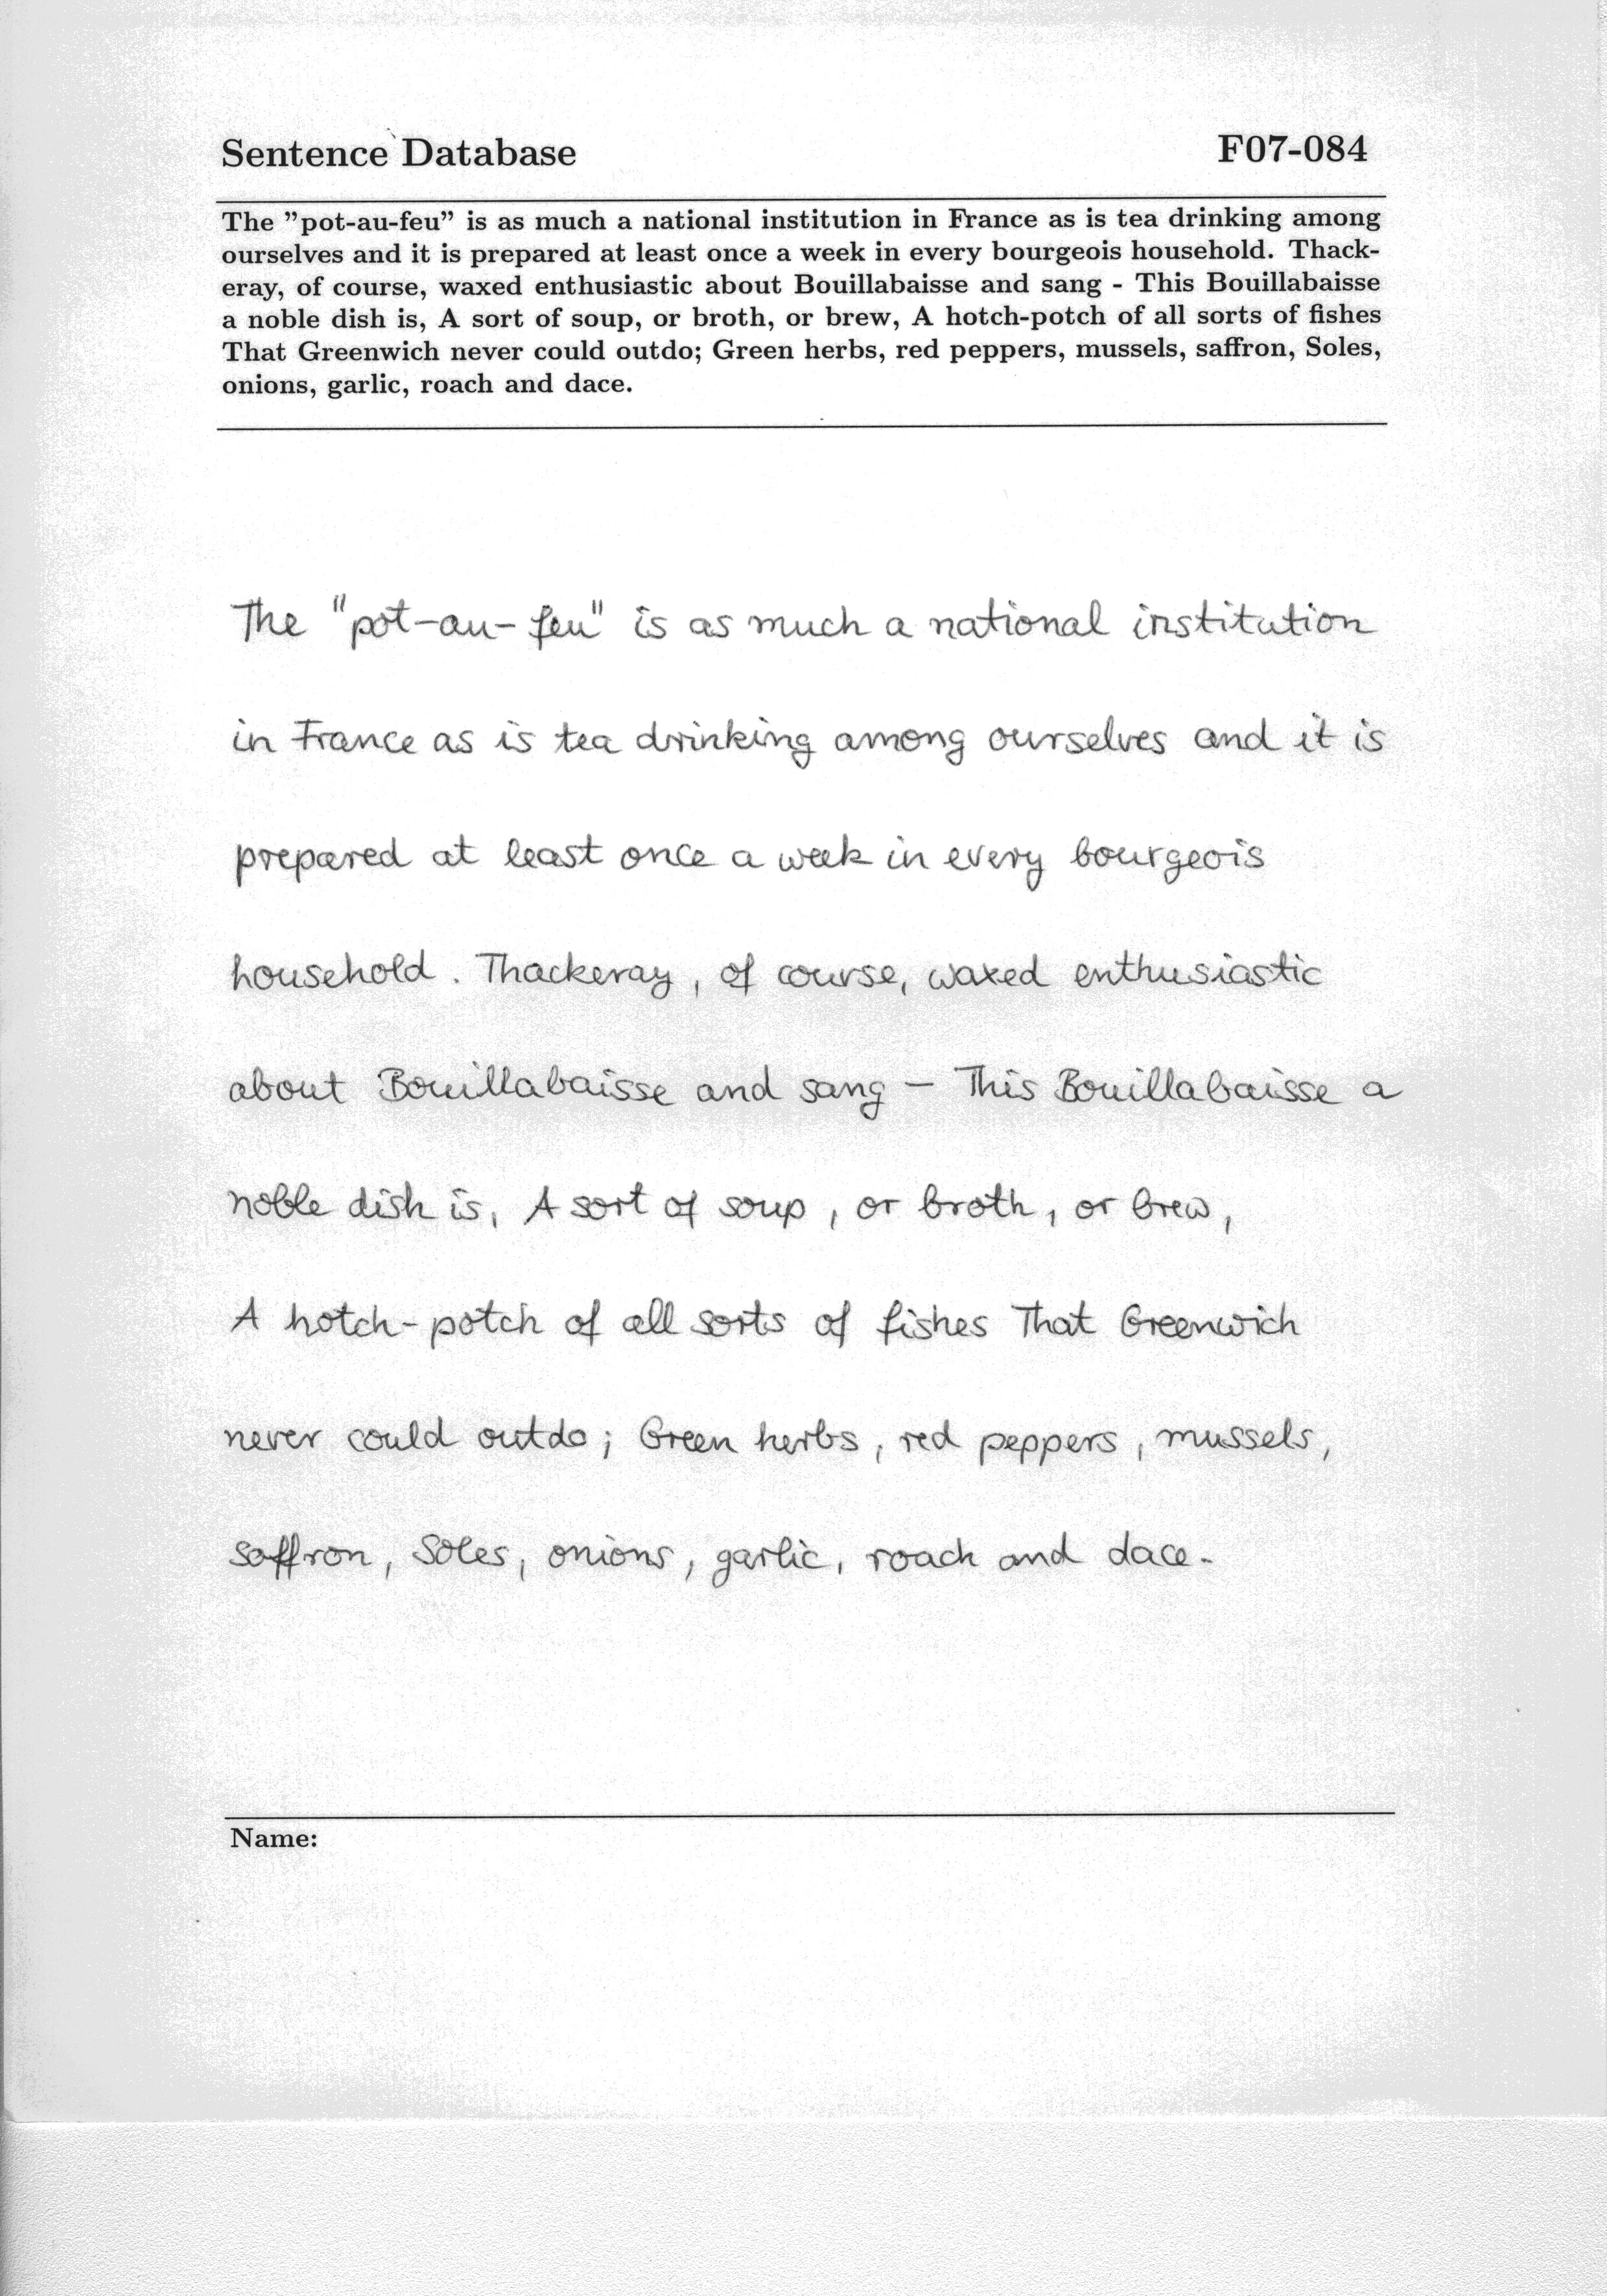 Sentence Database F07-084
The ”pot-au-feu” is as much a national institution in France as is tea drinking among
ourselves and it is prepared at least once a week in every bourgeois household. Thack-
eray, of course, waxed enthusiastic about Bouillabaisse and sang - This Bouillabaisse
a noble dish is, A sort of soup, or broth, or brew, A hotch-potch of all sorts of fishes
That Greenwich never could outdo; Green herbs, red peppers, mussels, saffron, Soles,
onions, garlic, roach and dace.
The "pot-au-feu" is as much a national institution
in France as is tea drinking among ourselves and it is
prepared at least once a week in every bourgeois
household. Thackeray, of course, waxed enthusiastic
about Bouillabaisse and sang - This Bouillabaisse a
noble dish is, A sort of soup, or broth, or brew,
A hotch-potch of all sorts of fishes That Greenwich
never could outdo; Green herbs, red peppers, mussels,
saffron, Soles, onions, garlic, roach and dace.
Name: